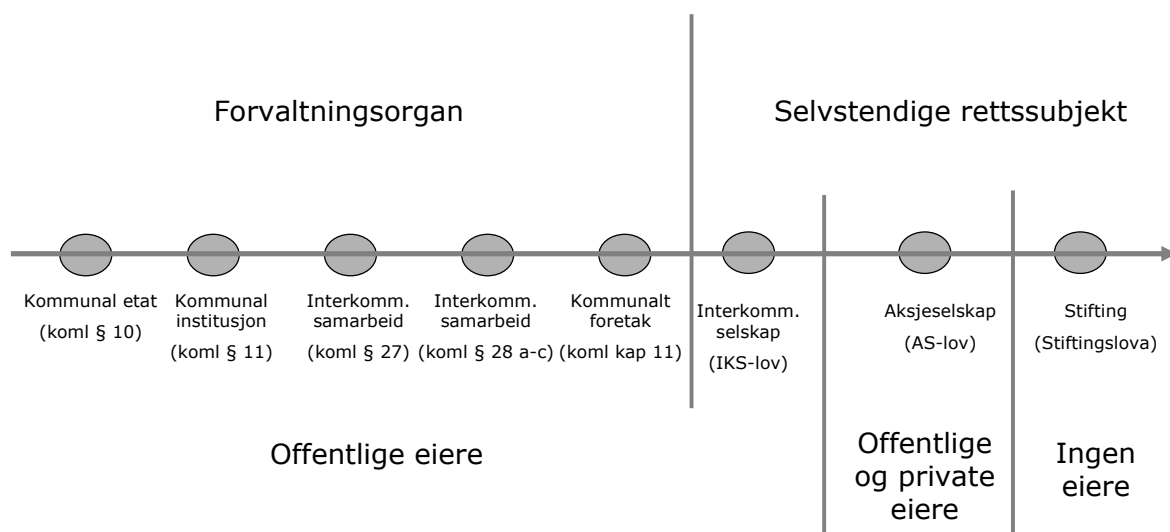 Forvaltningsorgan
Selvstendige rettssubjekt
Kommunal etat
(koml § 10)
Kommunal
institusjon
(koml § 11)
Interkomm.
samarbeid
(koml § 27)
Interkomm.
samarbeid
(koml § 28 a-c)
Kommunalt
foretak
(koml kap 11)
Interkomm.
selskap
(IKS-lov)
Aksjeselskap
(AS-lov)
Stifting
(Stiftingslova)
Offentlige eiere
Offentlige
og private
eiere
Ingen
eiere